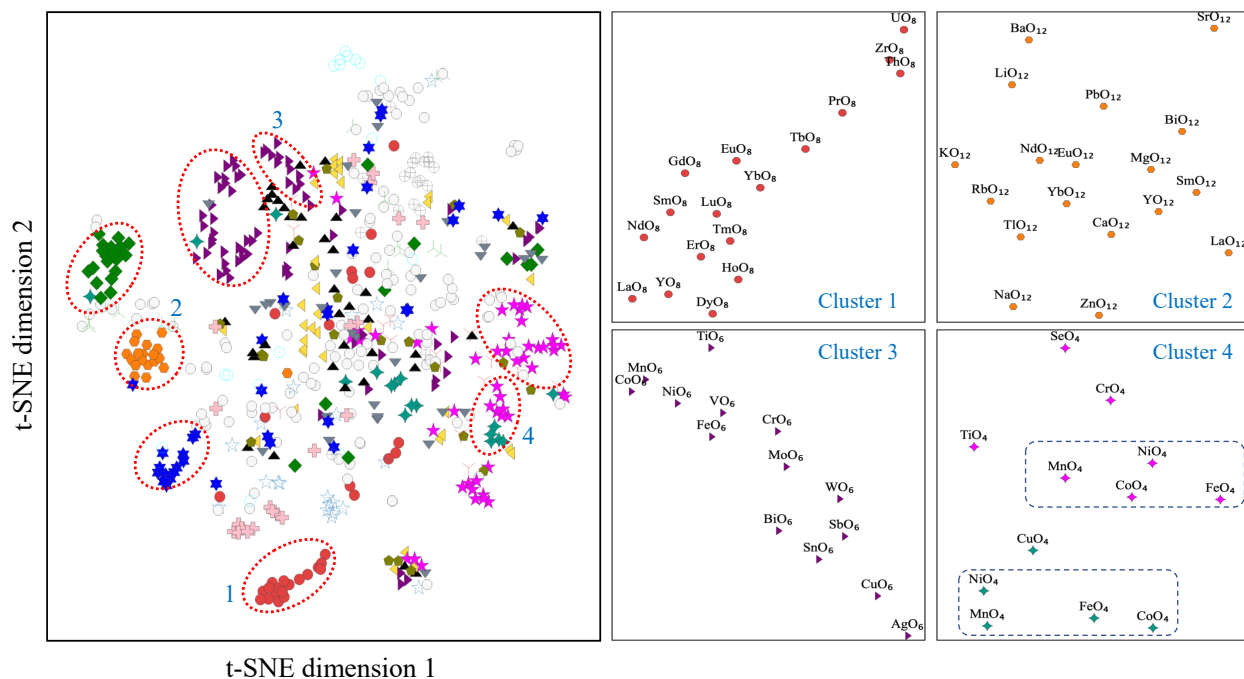 t-SNE dimension 2
t-SNE dimension 1
3
2
4
1
UO₈
ZrO₈
ThO₈
PrO₈
TbO₈
EuO₈
GdO₈
YbO₈
SmO₈
LuO₈
NdO₈
TmO₈
ErO₈
HoO₈
LaO₈
YO₈
DyO₈
Cluster 1
SrO₁₂
BaO₁₂
LiO₁₂
PbO₁₂
BiO₁₂
KO₁₂
NdO₁₂
EuO₁₂
MgO₁₂
SmO₁₂
RbO₁₂
YbO₁₂
YO₁₂
TlO₁₂
CaO₁₂
LaO₁₂
NaO₁₂
ZnO₁₂
Cluster 2
TiO₆
Cluster 3
MnO₆
NiO₆
VO₆
FeO₆
CrO₆
MoO₆
WO₆
BiO₆
SbO₆
SnO₆
CuO₆
AgO₆
SeO₄
Cluster 4
CrO₄
TiO₄
NiO₄
MnO₄
CoO₄
FeO₄
CuO₄
NiO₄
FeO₄
MnO₄
CoO₄